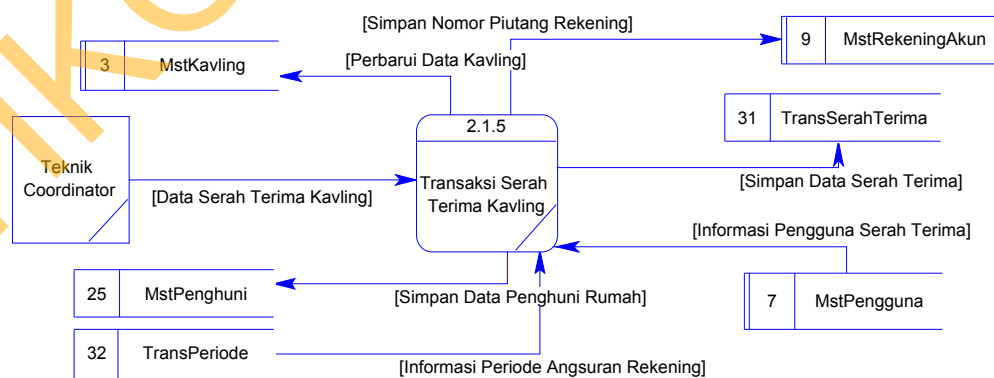 [Simpan Nomor Piutang Rekening]
9 MstRekeningAkun
3 MstKavling
[Perbarui Data Kavling]
31 TransSerahTerima
2.1.5
Teknik
Coordinator
Transaksi Serah
Terima Kavling
[Data Serah Terima Kavling]
[Simpan Data Serah Terima]
[Informasi Pengguna Serah Terima]
25 MstPenghuni
[Simpan Data Penghuni Rumah]
7 MstPengguna
32 TransPeriode
[Informasi Periode Angsuran Rekening]